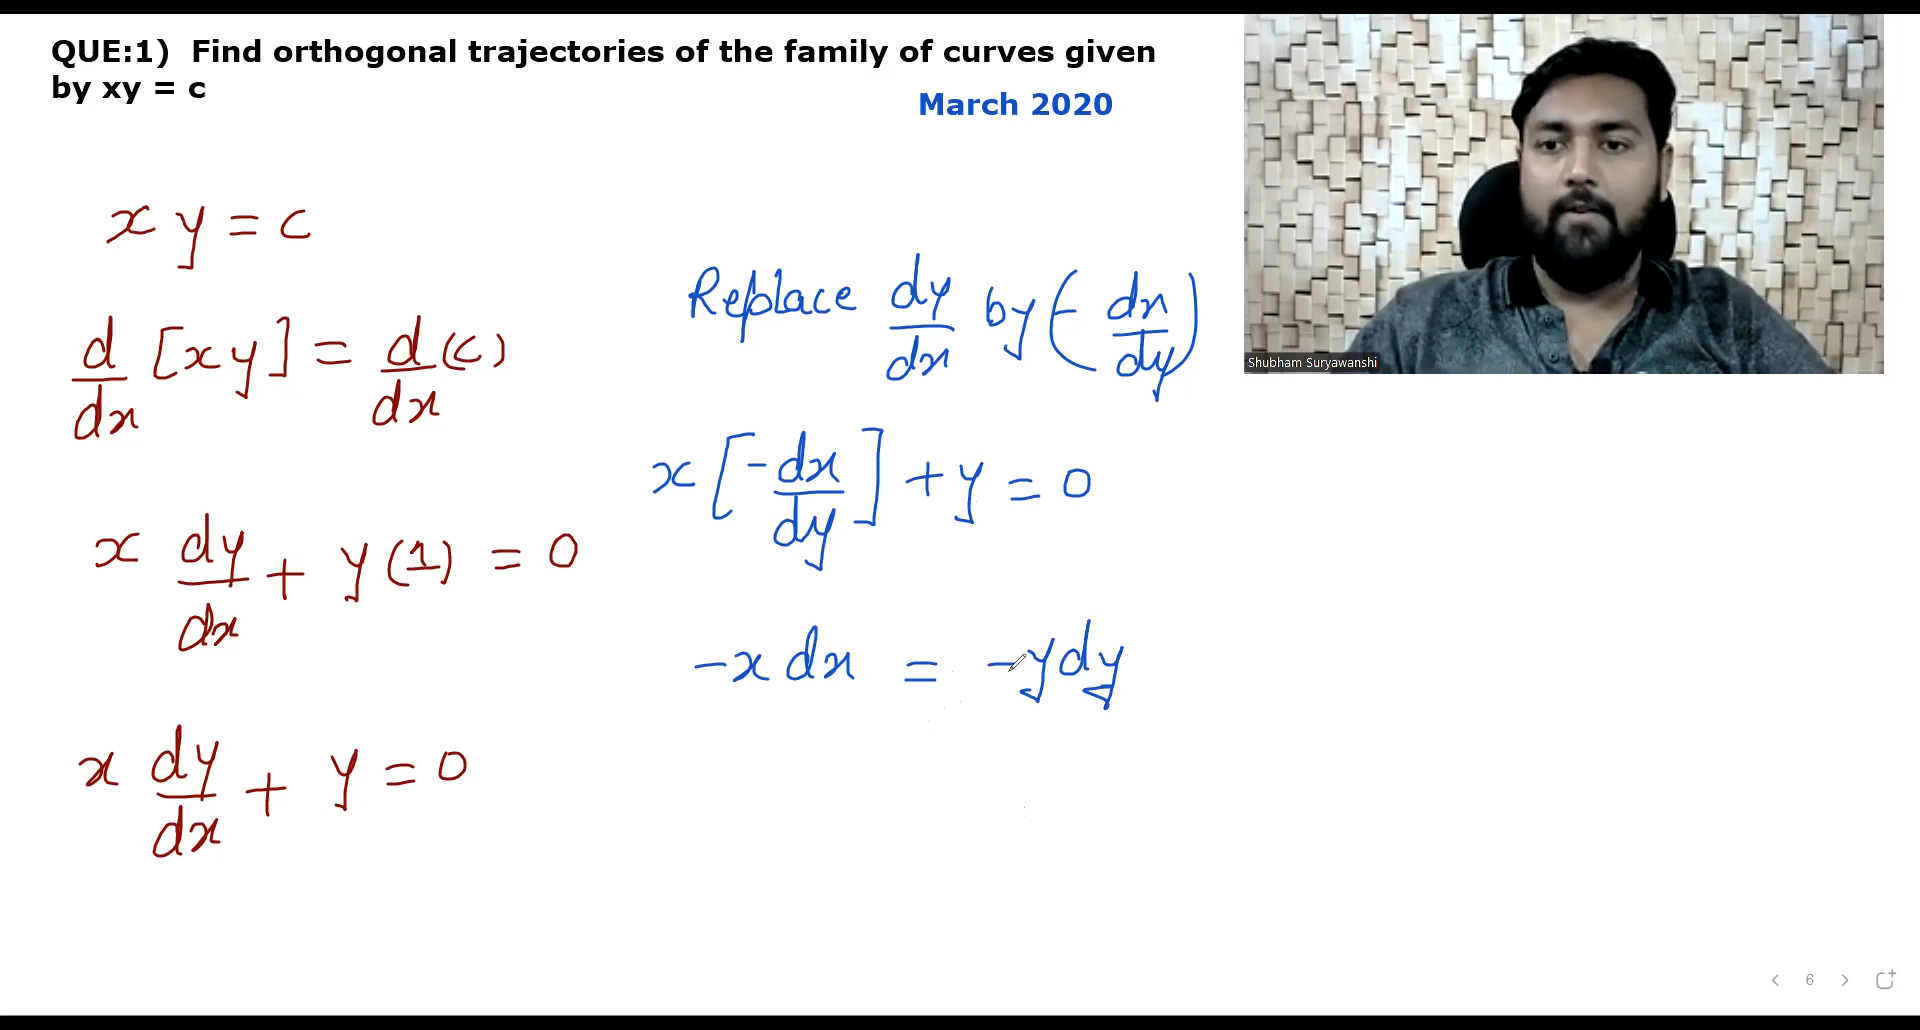 QUE:1) Find orthogonal trajectories of the family of curves given
by xy = c
March 2020
Shubham Suryawanshi
x y = c
d/dx [x y] = d/dx (c)
x dy/dx + y (1) = 0
x dy/dx + y = 0
Replace dy/dx by (- dx/dy)
x [- dx/dy] + y = 0
-x dx = -y dy
6